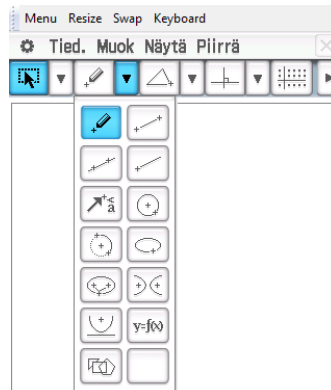 Menu Resize Swap Keyboard
Tied. Muok Näytä Piirrä
a
y=f(x)